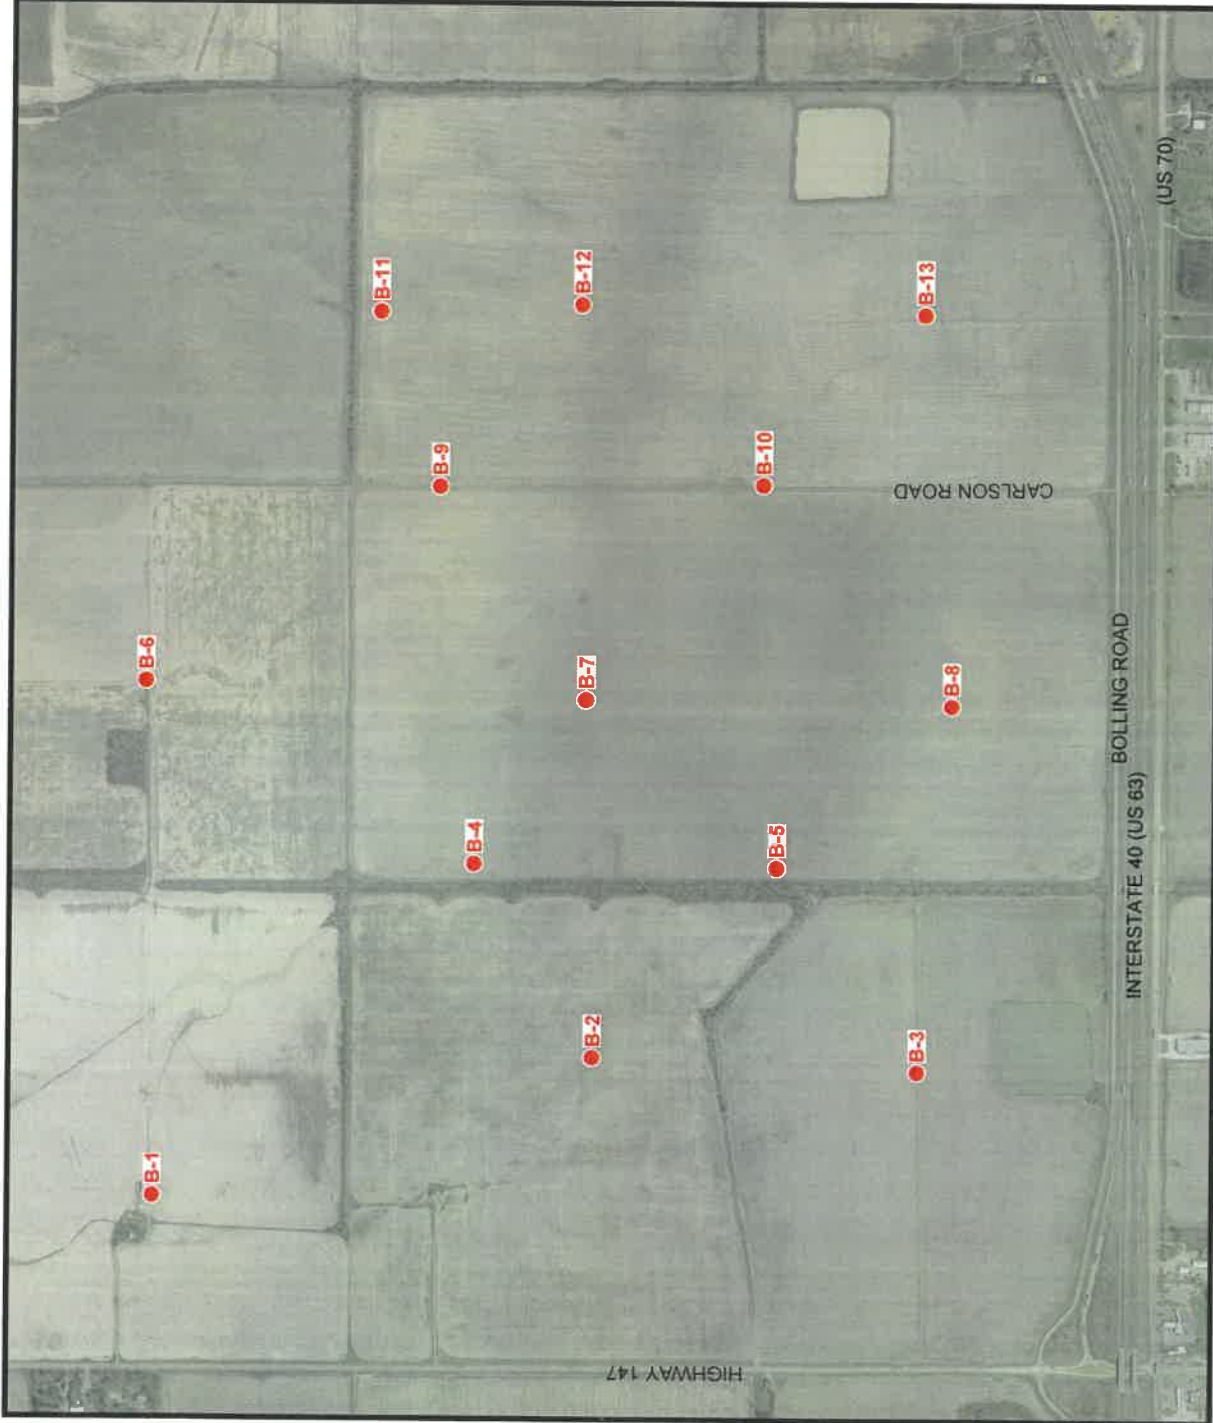 B-1
B-2
B-3
B-4
B-5
B-6
B-7
B-8
B-9
B-10
B-11
B-12
B-13
HIGHWAY 147
CARLSON ROAD
INTERSTATE 40 (US 63)
BOLLING ROAD
(US 70)